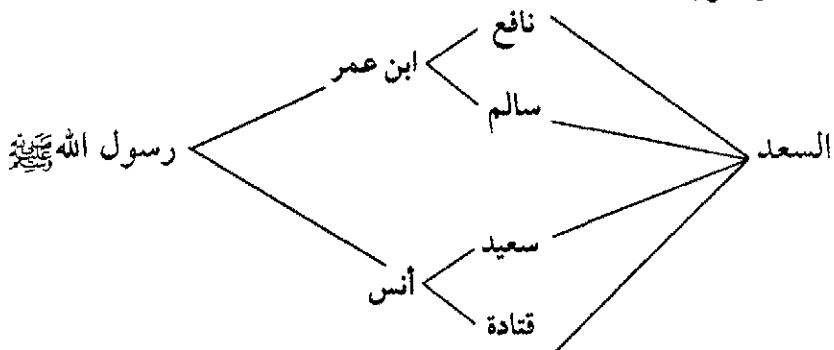 نافع
ابن عمر
سالم
رسول الله ﷺ
السعد
سعيد
أنس
قتادة